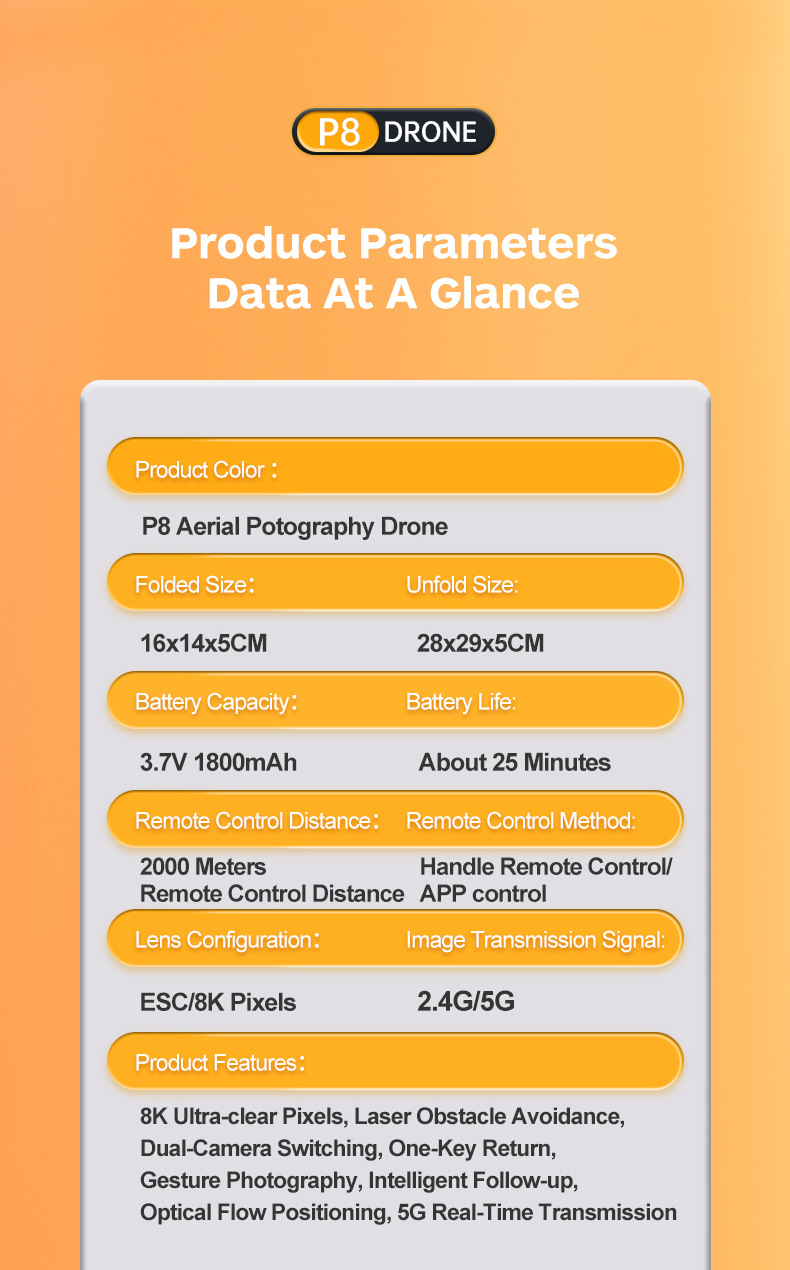 P8 DRONE
Product Parameters
Data At A Glance
Product Color：
P8 Aerial Potography Drone
Folded Size： Unfold Size:
16x14x5CM 28x29x5CM
Battery Capacity： Battery Life:
3.7V 1800mAh About 25 Minutes
Remote Control Distance： Remote Control Method:
2000 Meters Handle Remote Control/
Remote Control Distance APP control
Lens Configuration： Image Transmission Signal:
ESC/8K Pixels 2.4G/5G
Product Features：
8K Ultra-clear Pixels, Laser Obstacle Avoidance,
Dual-Camera Switching, One-Key Return,
Gesture Photography, Intelligent Follow-up,
Optical Flow Positioning, 5G Real-Time Transmission